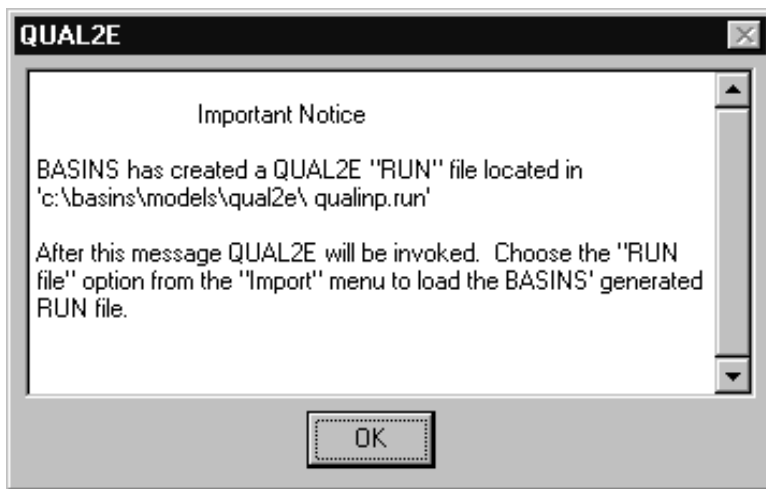 QUAL2E
Important Notice
BASINS has created a QUAL2E "RUN" file located in
'c:\basins\models\qual2e\ qualinp.run'
After this message QUAL2E will be invoked.  Choose the "RUN
file" option from the "Import" menu to load the BASINS' generated
RUN file.
OK